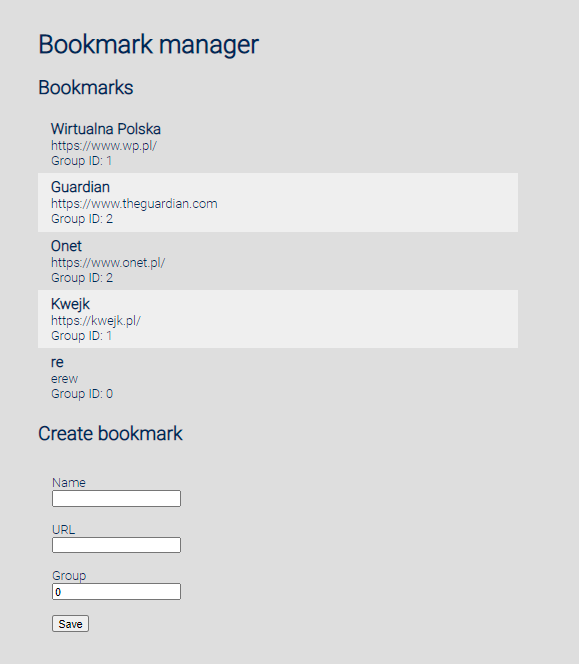 Bookmark manager
Bookmarks
Wirtualna Polska
https://www.wp.pl/
Group ID: 1
Guardian
https://www.theguardian.com
Group ID: 2
Onet
https://www.onet.pl/
Group ID: 2
Kwejk
https://kwejk.pl/
Group ID: 1
re
erew
Group ID: 0
Create bookmark
Name
URL
Group
0
Save